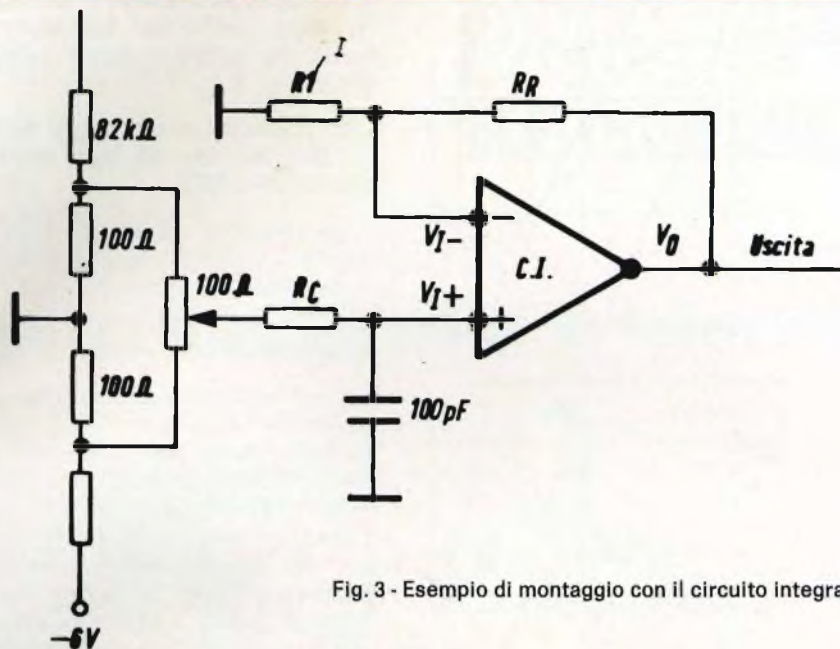 I
R1
RR
82kΩ
100Ω
VI-
C.I.
VO
Uscita
100Ω
RC
VI+
100Ω
100pF
-6V
Fig. 3 - Esempio di montaggio con il circuito integra